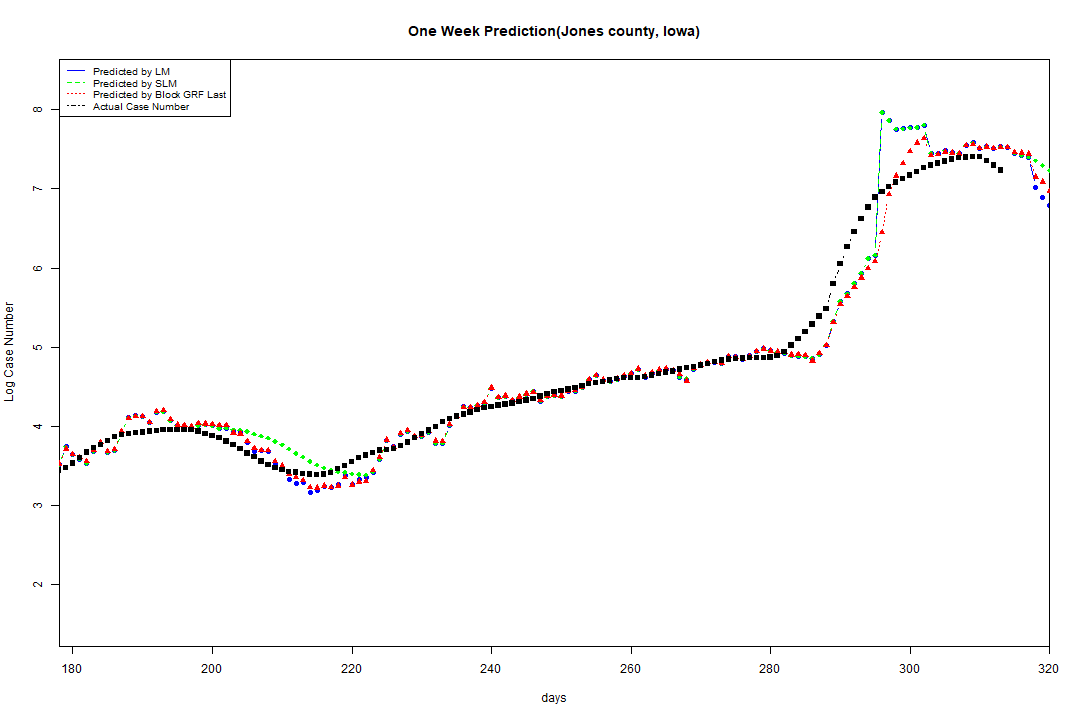 One Week Prediction(Jones county, Iowa)
Predicted by LM
Predicted by SLM
Predicted by Block GRF Last
Actual Case Number
8
7
6
5
4
3
2
Log Case Number
180 200 220 240 260 280 300 320
days